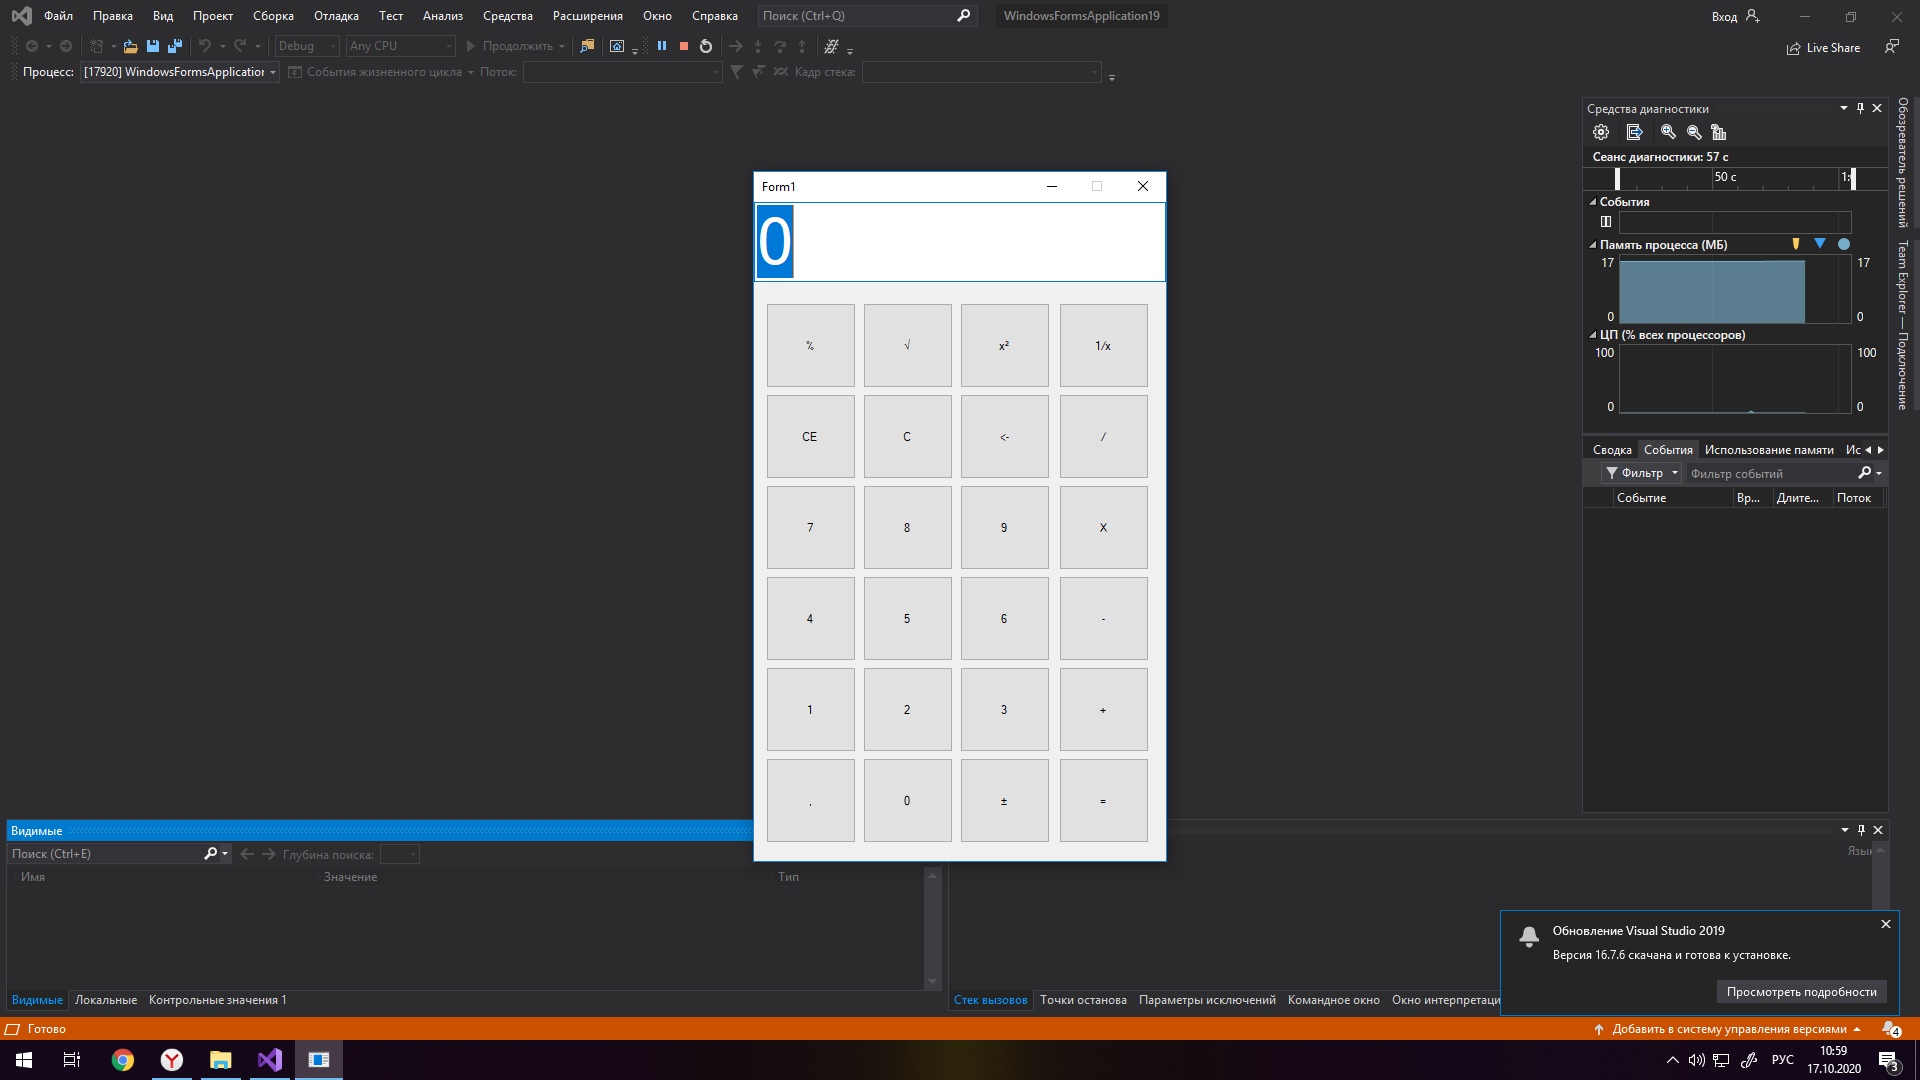 Файл Правка Вид Проект Сборка Отладка Тест Анализ Средства Расширения Окно Справка Поиск (Ctrl+Q) WindowsFormsApplication19 Вход
Debug Any CPU Продолжить Live Share
Процесс: [17920] WindowsFormsApplication События жизненного цикла Поток: Кадр стека:
Средства диагностики
Сеанс диагностики: 57 с
50 с 1:
События
Память процесса (МБ)
17 17
0 0
ЦП (% всех процессоров)
100 100
0 0
Сводка События Использование памяти Ис
Фильтр Фильтр событий
Событие Вр... Длите... Поток
Обозреватель решений
Team Explorer — Подключение
Form1
0
% √ x² 1/x
CE C <- /
7 8 9 X
4 5 6 -
1 2 3 +
, 0 ± =
Видимые
Поиск (Ctrl+E) Глубина поиска:
Имя Значение Тип
Язык
Видимые Локальные Контрольные значения 1
Стек вызовов Точки останова Параметры исключений Командное окно Окно интерпретаци
Обновление Visual Studio 2019
Версия 16.7.6 скачана и готова к установке.
Просмотреть подробности
Готово Добавить в систему управления версиями 4
РУС 10:59
17.10.2020 3